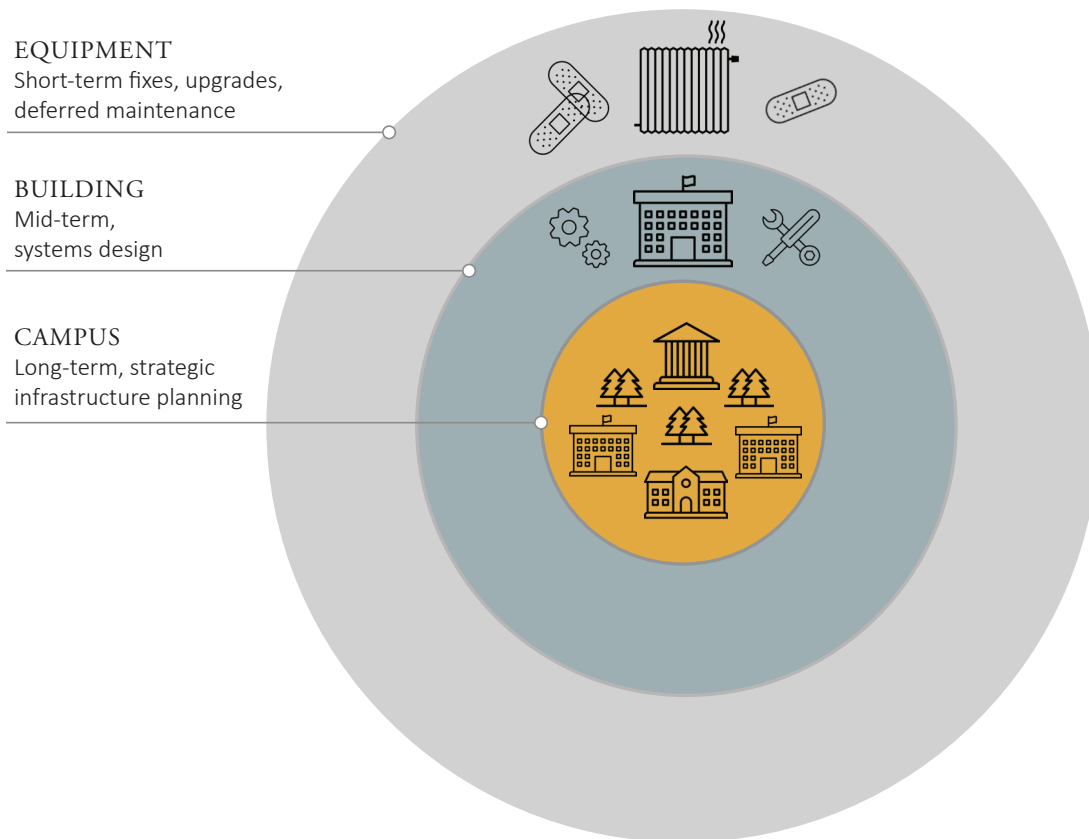 EQUIPMENT
Short-term fixes, upgrades,
deferred maintenance
BUILDING
Mid-term,
systems design
CAMPUS
Long-term, strategic
infrastructure planning